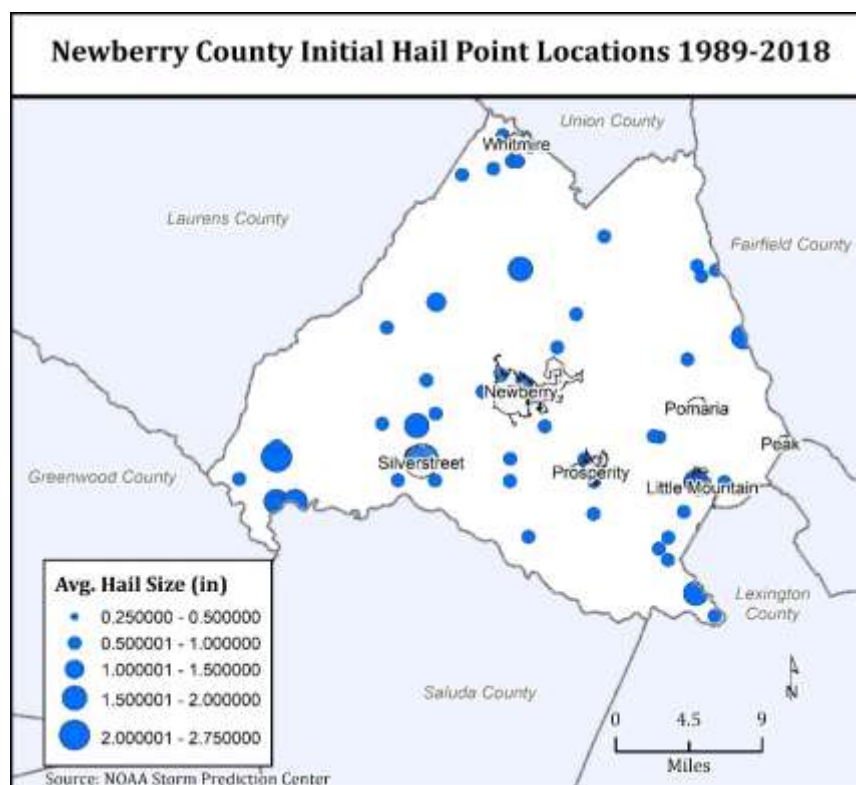 Newberry County Initial Hail Point Locations 1989-2018
Union County
Whitmire
Laurens County
Fairfield County
Newberry
Pomaria
Peak
Silverstreet
Prosperity
Greenwood County
Little Mountain
Avg. Hail Size (in)
0.250000 - 0.500000
0.500001 - 1.000000
1.000001 - 1.500000
1.500001 - 2.000000
2.000001 - 2.750000
Lexington
County
Saluda County
N
0 4.5 9
Miles
Source: NOAA Storm Prediction Center